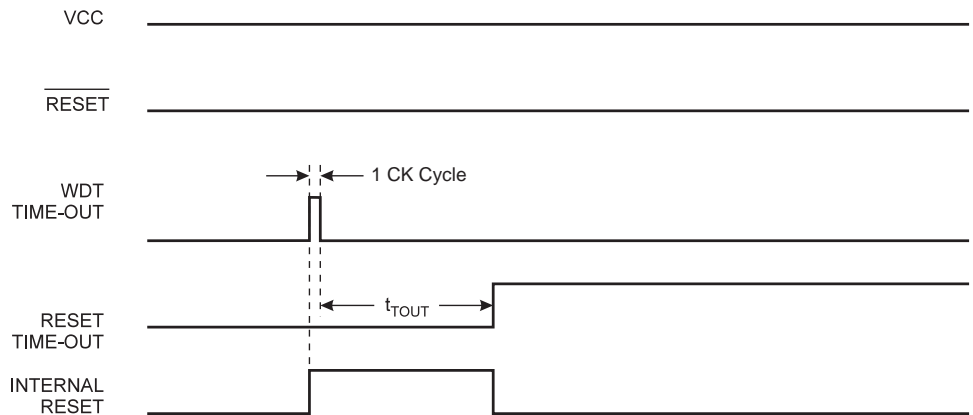 VCC
RESET
1 CK Cycle
WDT
TIME-OUT
tTOUT
RESET
TIME-OUT
INTERNAL
RESET